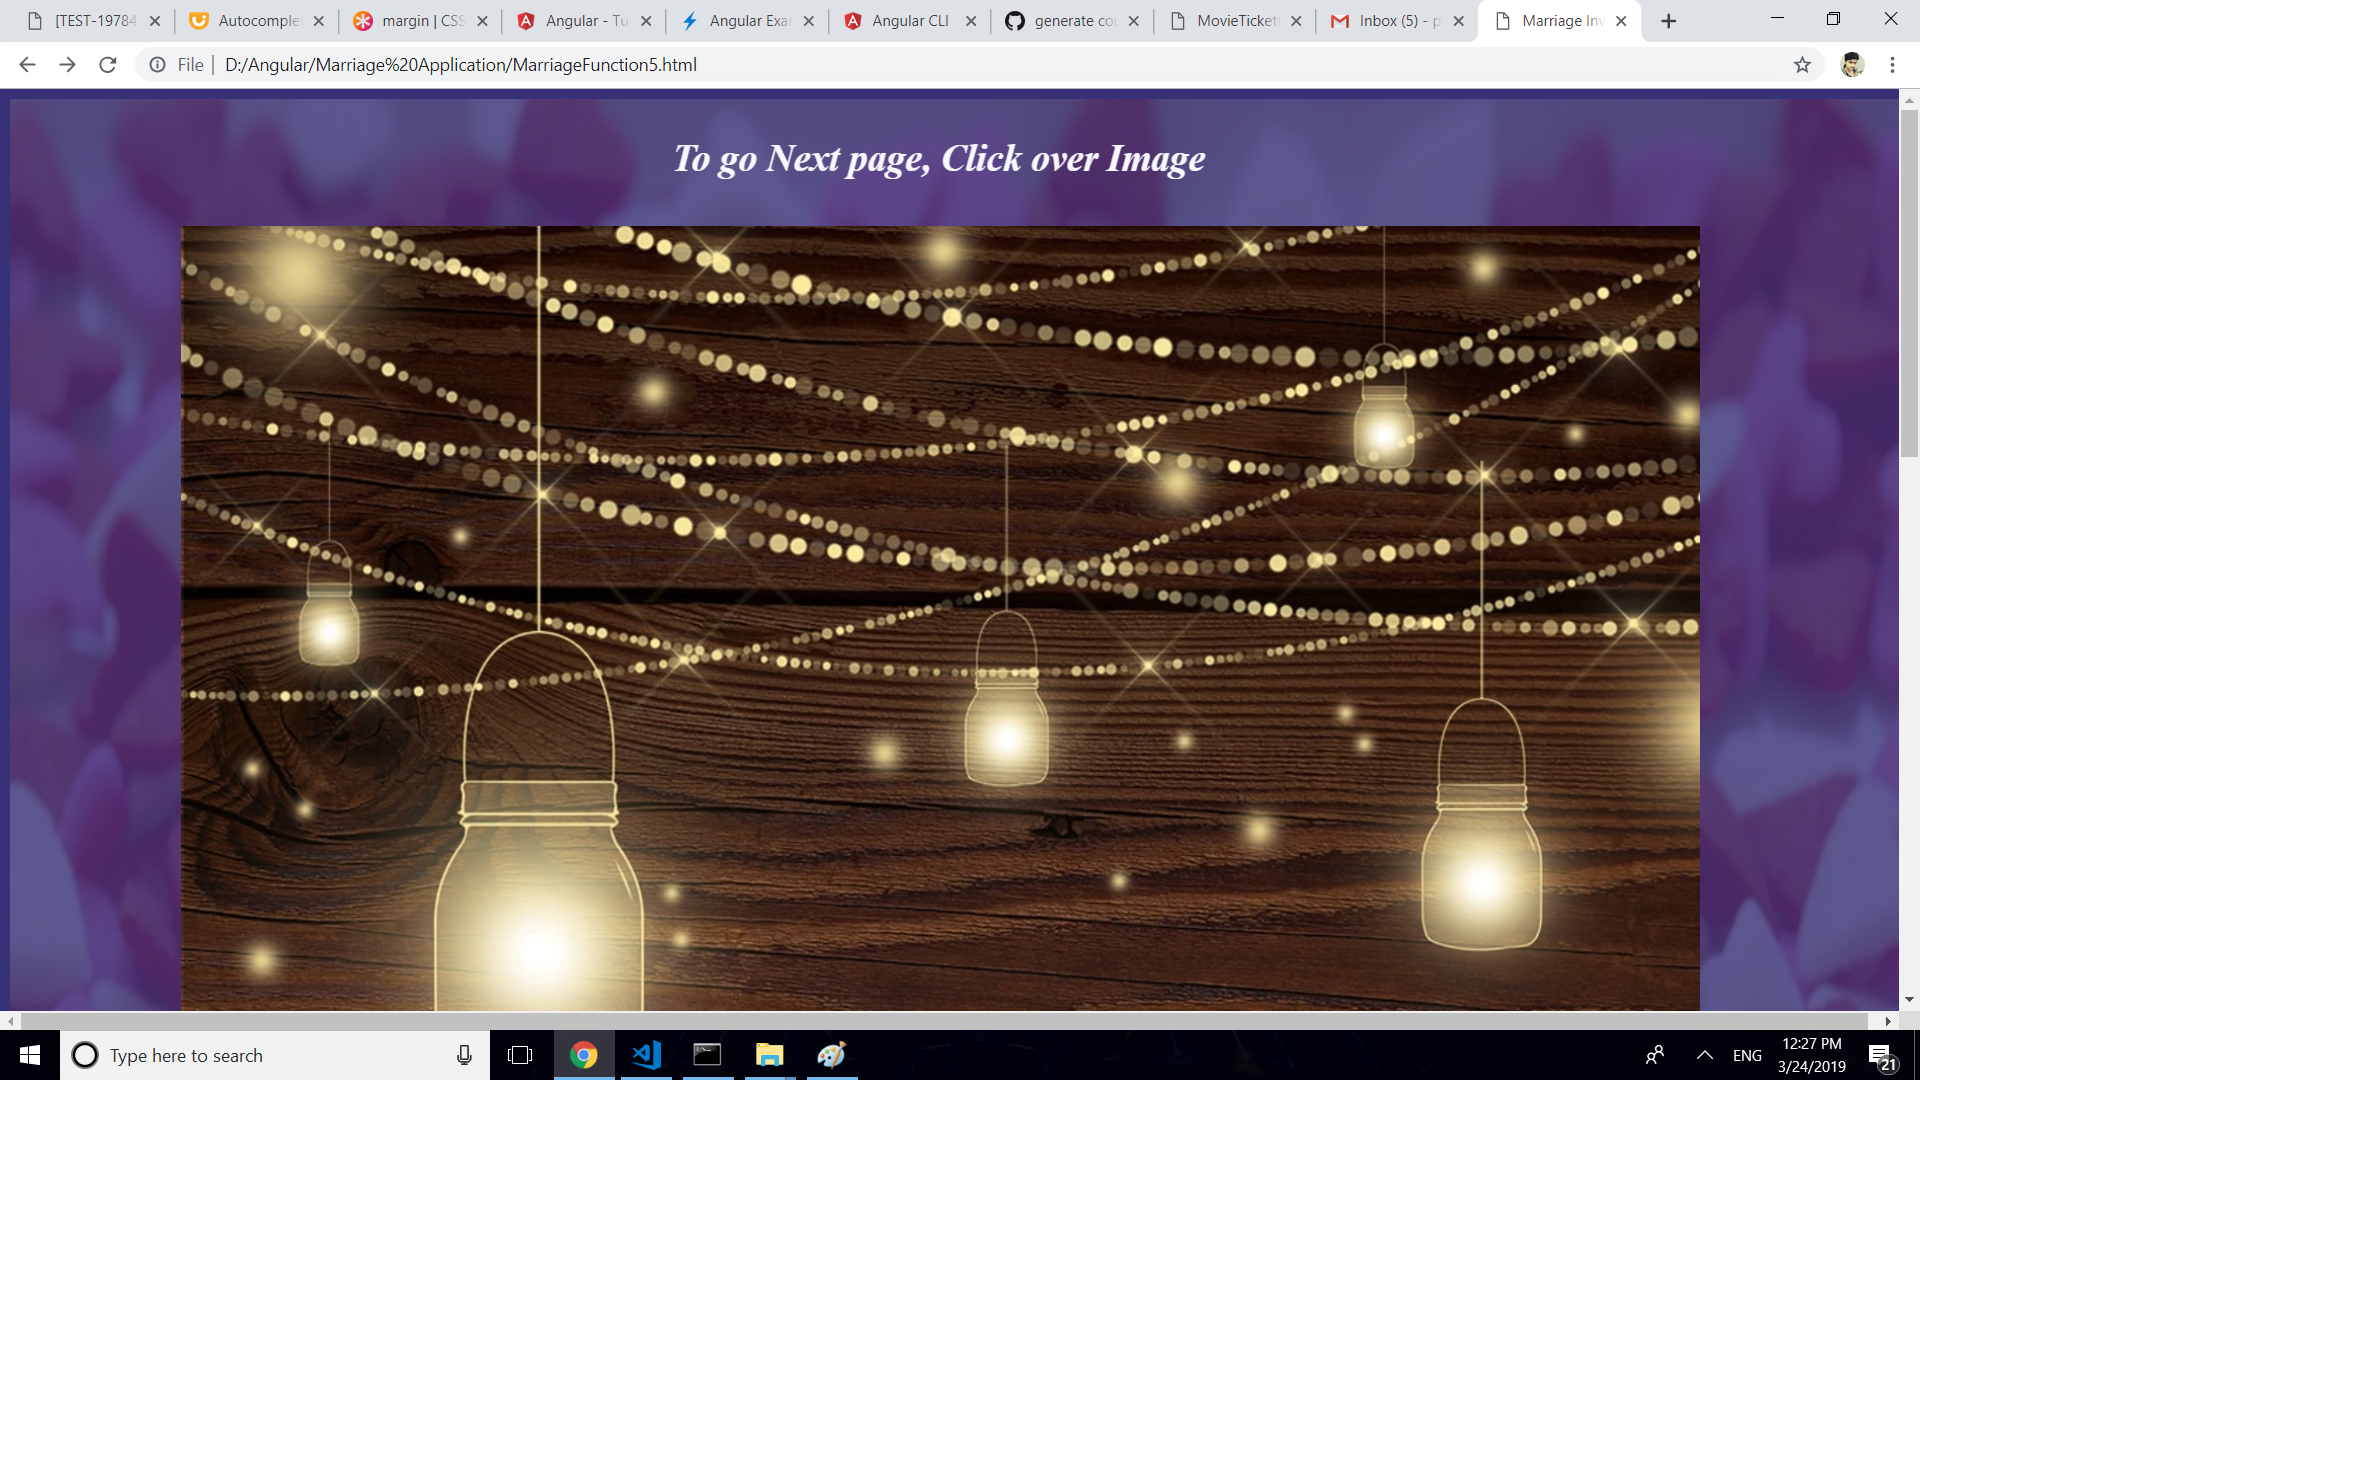 [TEST-19784
Autocomple
margin | CSS
Angular - Tu
Angular Exa
Angular CLI
generate co
MovieTicket
Inbox (5) - p
Marriage Inv
File | D:/Angular/Marriage%20Application/MarriageFunction5.html
To go Next page, Click over Image
Type here to search
ENG
12:27 PM
3/24/2019
21